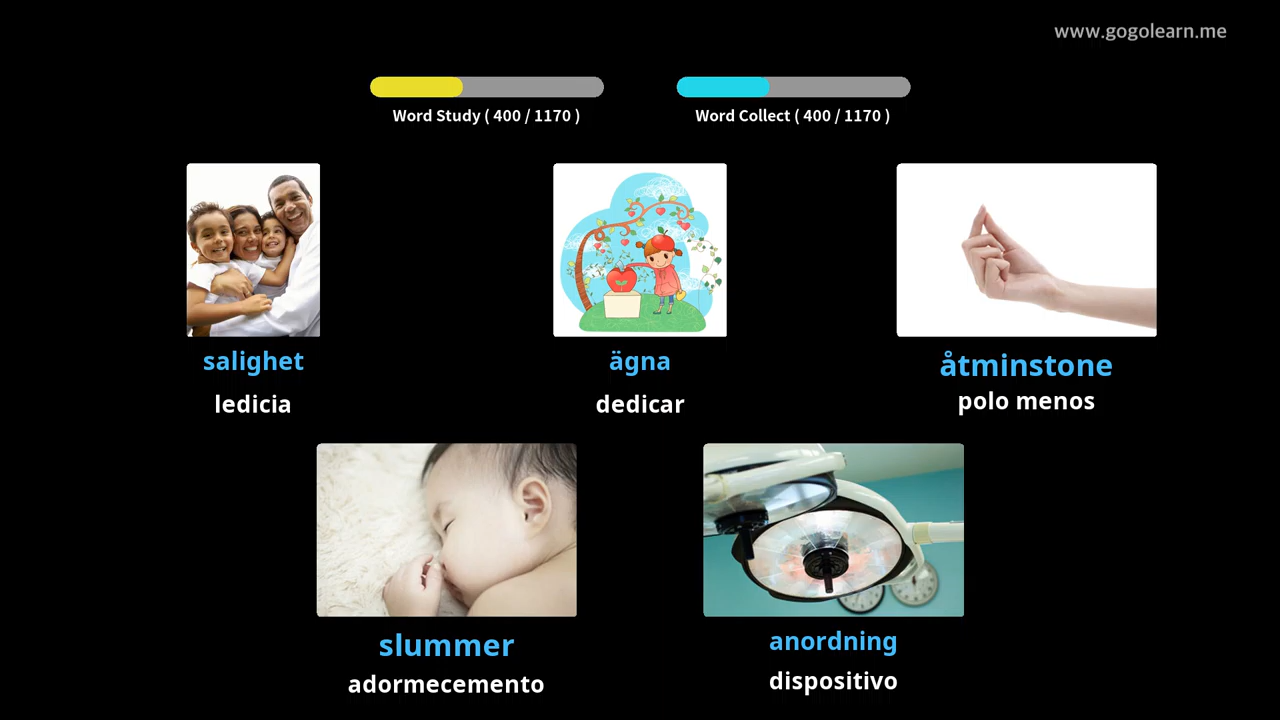 www.gogolearn.me
Word Study ( 400 / 1170 )
Word Collect ( 400 / 1170 )
salighet
ledicia
ägna
dedicar
åtminstone
polo menos
slummer
adormecemento
anordning
dispositivo